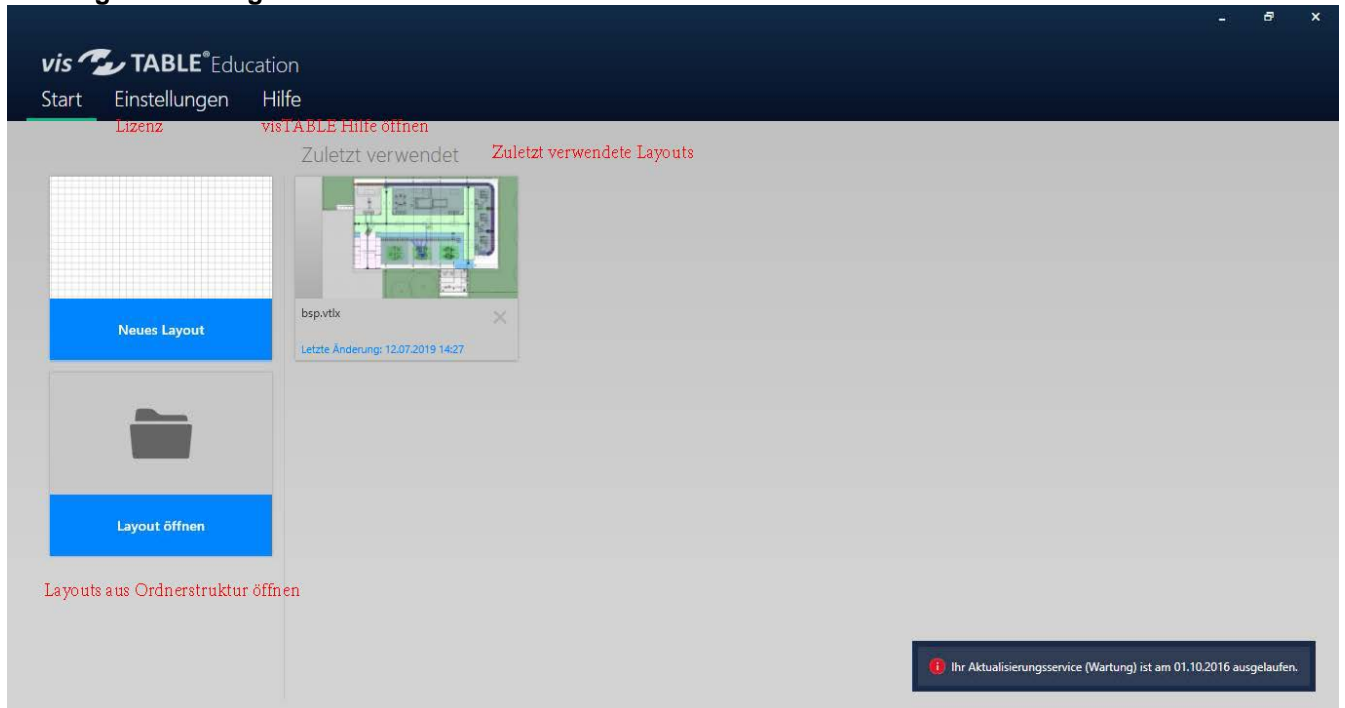 vis TABLE® Education
Start Einstellungen Hilfe
Lizenz visTABLE Hilfe öffnen
Zuletzt verwendet Zuletzt verwendete Layouts
Neues Layout
bsp.vtlx
Letzte Änderung: 12.07.2019 14:27
Layout öffnen
Layouts aus Ordnerstruktur öffnen
Ihr Aktualisierungsservice (Wartung) ist am 01.10.2016 ausgelaufen.